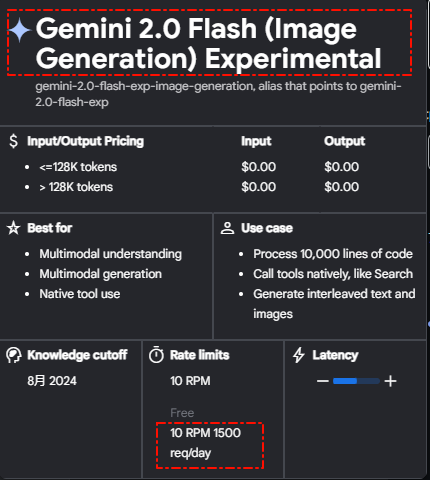 Gemini 2.0 Flash (Image
Generation) Experimental
gemini-2.0-flash-exp-image-generation, alias that points to gemini-
2.0-flash-exp
Input/Output Pricing Input Output
<=128K tokens $0.00 $0.00
> 128K tokens $0.00 $0.00
Best for
Multimodal understanding
Multimodal generation
Native tool use
Use case
Process 10,000 lines of code
Call tools natively, like Search
Generate interleaved text and
images
Knowledge cutoff
8月 2024
Rate limits
10 RPM
Free
10 RPM 1500
req/day
Latency